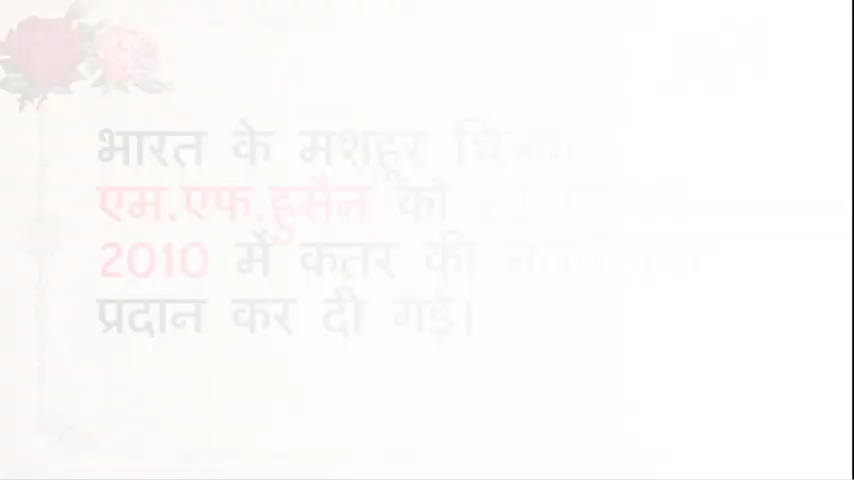 भारत के मशहूर
एम.एफ.हुसैन को
2010 में कतर की
प्रदान कर दी गई।